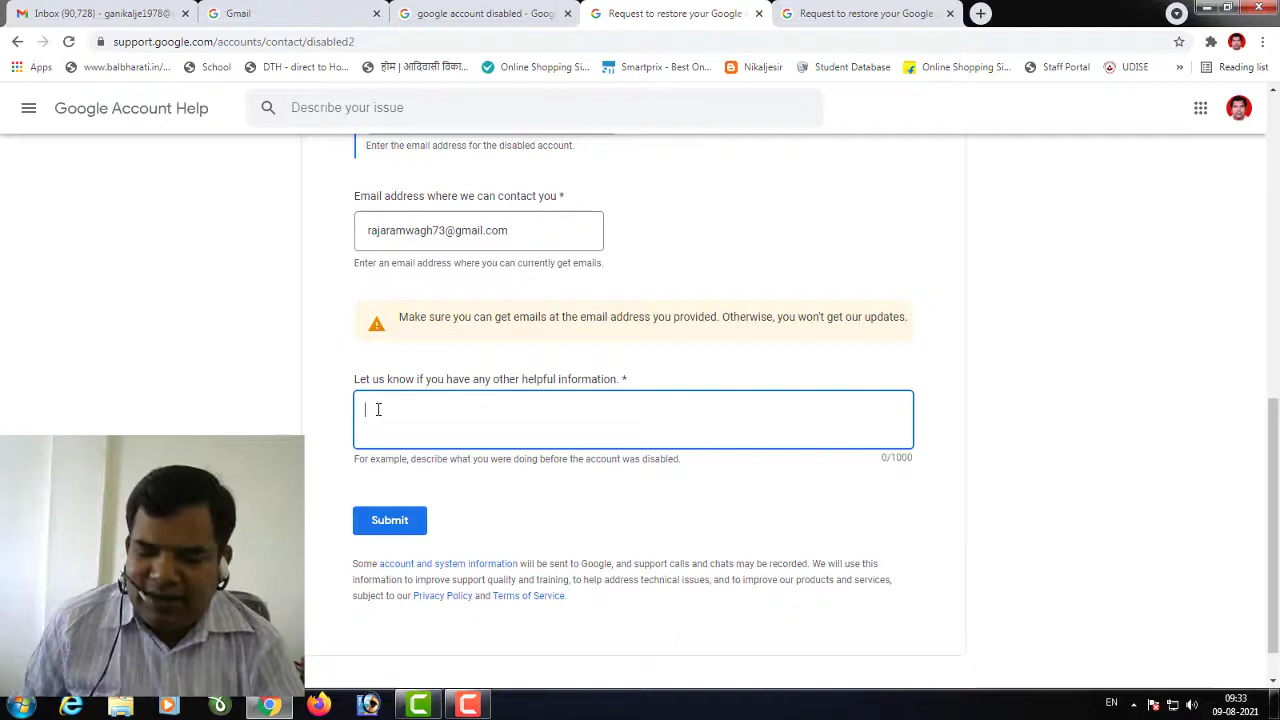 Inbox (90,728) - ganikalje1978@
Gmail
google account disabled - Goog
Request to restore your Google
Request to restore your Google
support.google.com/accounts/contact/disabled2
Apps
www.balbharati.in/
School
DTH - direct to Ho...
होम | आदिवासी विका...
Online Shopping Si...
Smartprix - Best On...
Nikaljesir
Student Database
Online Shopping Si...
Staff Portal
UDISE
»
Reading list
Google Account Help
Describe your issue
Enter the email address for the disabled account.
Email address where we can contact you *
rajaramwagh73@gmail.com
Enter an email address where you can currently get emails.
Make sure you can get emails at the email address you provided. Otherwise, you won't get our updates.
Let us know if you have any other helpful information. *
For example, describe what you were doing before the account was disabled.
0/1000
Submit
Some account and system information will be sent to Google, and support calls and chats may be recorded. We will use this
information to improve support quality and training, to help address technical issues, and to improve our products and services,
subject to our Privacy Policy and Terms of Service.
EN
09:33
09-08-2021